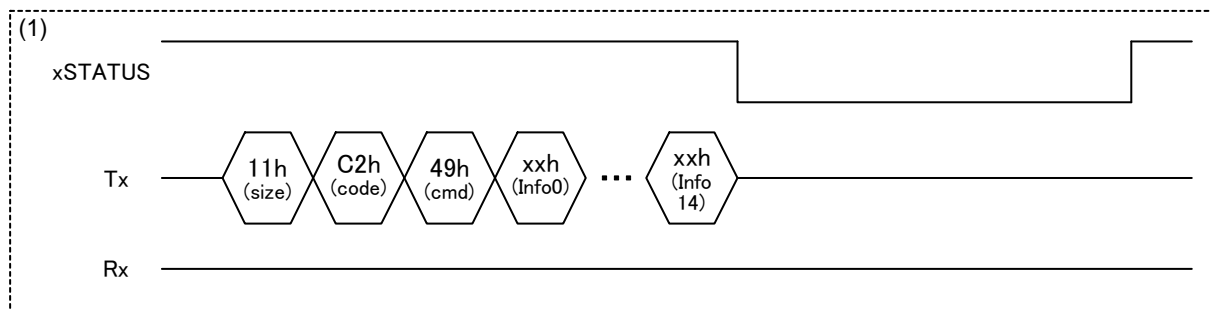 (1)
xSTATUS
Tx
11h
(size)
C2h
(code)
49h
(cmd)
xxh
(Info0)
…
xxh
(Info
14)
Rx